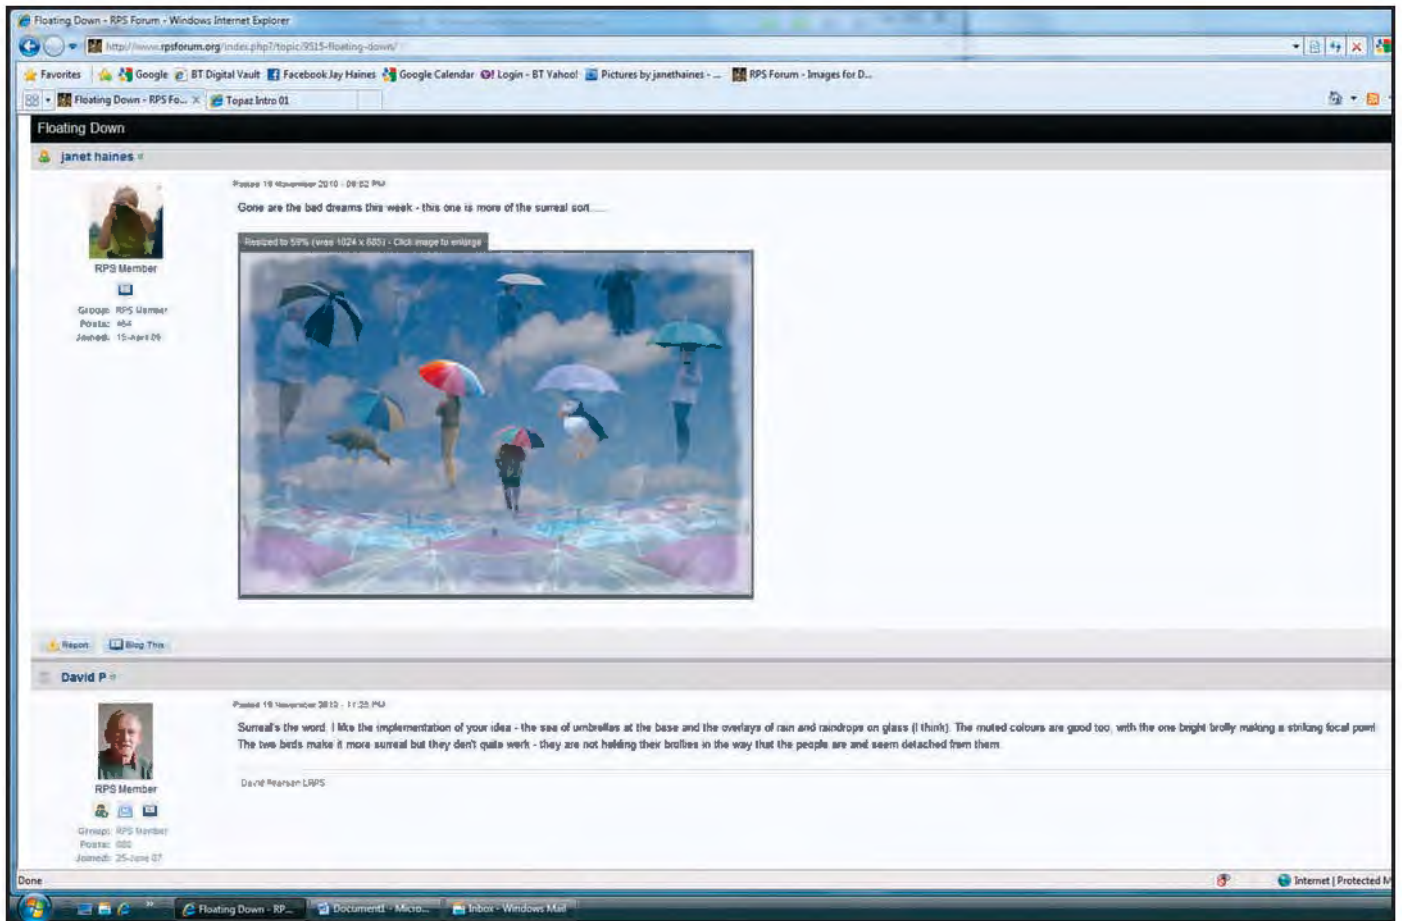 Floating Down - RPS Forum - Windows Internet Explorer
http://www.rpsforum.org/index.php?/topic/9515-floating-down/
Favorites Google BT Digital Vault Facebook Jay Haines Google Calendar Login - BT Yahoo! Pictures by janethaines - ... RPS Forum - Images for D...
Floating Down - RPS Fo... Topaz Intro 01
Floating Down
janet haines
Posted 19 November 2010 - 09:52 PM
Gone are the bad dreams this week - this one is more of the surreal sort.....
Resized to 59% (was 1024 x 685) - Click image to enlarge
RPS Member
Group: RPS Member
Posts: 464
Joined: 15-April 09
Report Blog This
David P
Posted 19 November 2010 - 11:25 PM
Surreal's the word. I like the implementation of your idea - the sea of umbrellas at the base and the overlays of rain and raindrops on glass (I think). The muted colours are good too, with the one bright brolly making a striking focal point.
The two birds make it more surreal but they don't quite work - they are not holding their brollies in the way that the people are and seem detached from them.
David Pearson LRPS
RPS Member
Group: RPS Member
Posts:
Joined: 25-June 07
Done
Internet | Protected M
Floating Down - RP... Document1 - Micro... Inbox - Windows Mail